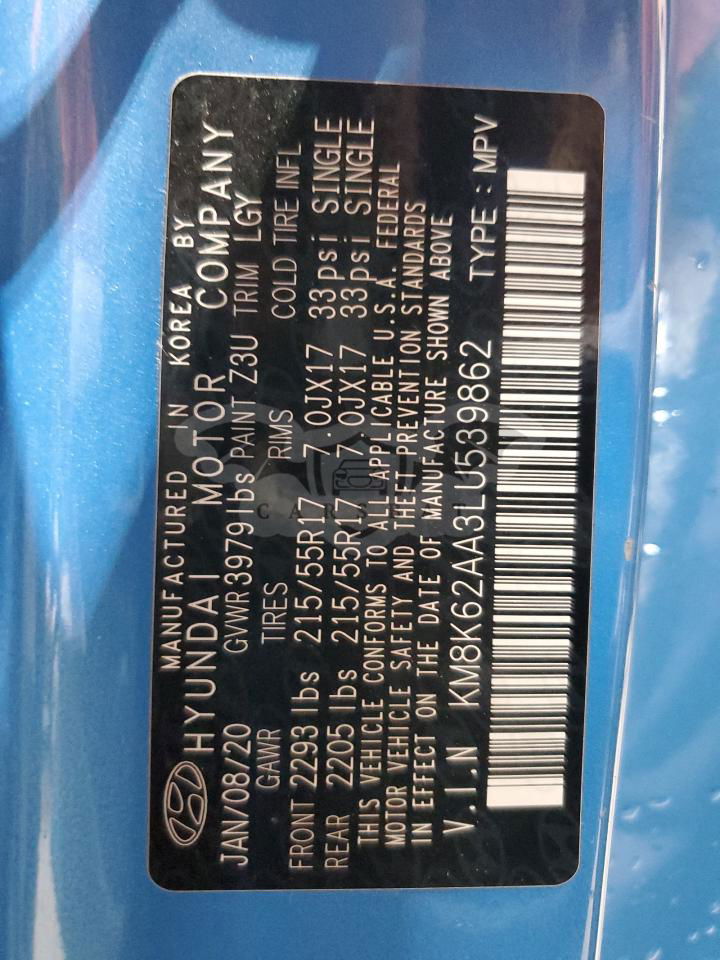 MANUFACTURED IN KOREA BY
HYUNDAI MOTOR COMPANY
JAN/08/20 GVWR 3979 lbs PAINT Z3U TRIM LGY
GAWR TIRES RIMS COLD TIRE INFL
FRONT 2293 lbs 215/55R17 7.0JX17 33psi SINGLE
REAR 2205 lbs 215/55R17 7.0JX17 33psi SINGLE
THIS VEHICLE CONFORMS TO ALL APPLICABLE U.S.A. FEDERAL
MOTOR VEHICLE SAFETY AND THEFT PREVENTION STANDARDS
IN EFFECT ON THE DATE OF MANUFACTURE SHOWN ABOVE
V.I.N KM8K62AA3LU539862 TYPE : MPV